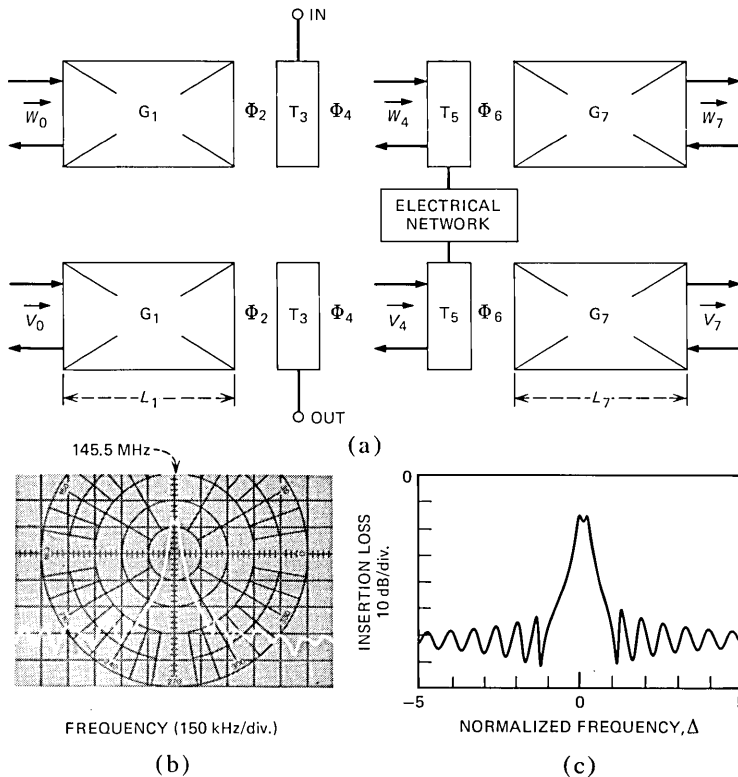 IN
W₀ G₁ Φ₂ T₃ Φ₄ W₄ T₅ Φ₆ G₇ W₇
ELECTRICAL
NETWORK
V₀ G₁ Φ₂ T₃ Φ₄ V₄ T₅ Φ₆ G₇ V₇
L₁ L₇
OUT
(a)
145.5 MHz
FREQUENCY (150 kHz/div.)
(b)
0
INSERTION LOSS
10 dB/div.
-5 0 5
NORMALIZED FREQUENCY, Δ
(c)